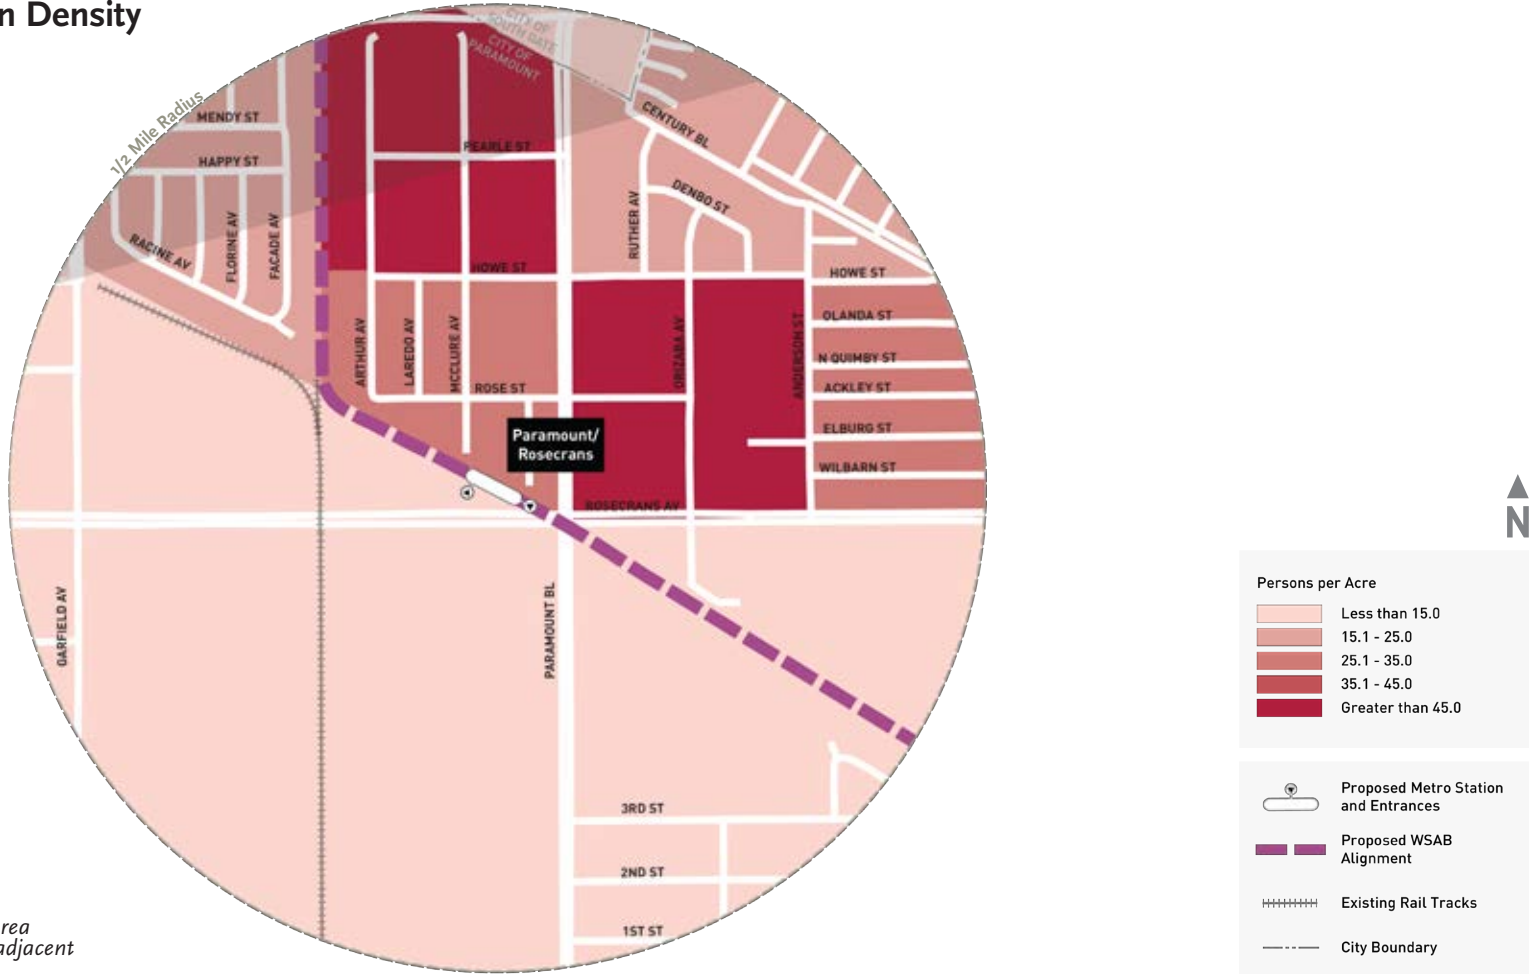 n Density
CITY OF
SOUTH GATE
CITY OF
PARAMOUNT
1/2 Mile Radius
MENDY ST
CENTURY BL
PEARLE ST
HAPPY ST
DENBO ST
RUTHER AV
RACINE AV
FLORINE AV
FACADE AV
HOWE ST
HOWE ST
OLANDA ST
ARTHUR AV
LAREDO AV
MCCLURE AV
ORIZABA AV
ANDERSON ST
N QUIMBY ST
ROSE ST
ACKLEY ST
ELBURG ST
Paramount/
Rosecrans
WILBARN ST
ROSECRANS AV
N
GARFIELD AV
PARAMOUNT BL
3RD ST
2ND ST
1ST ST
Persons per Acre
Less than 15.0
15.1 - 25.0
25.1 - 35.0
35.1 - 45.0
Greater than 45.0
Proposed Metro Station
and Entrances
Proposed WSAB
Alignment
Existing Rail Tracks
City Boundary
rea
adjacent